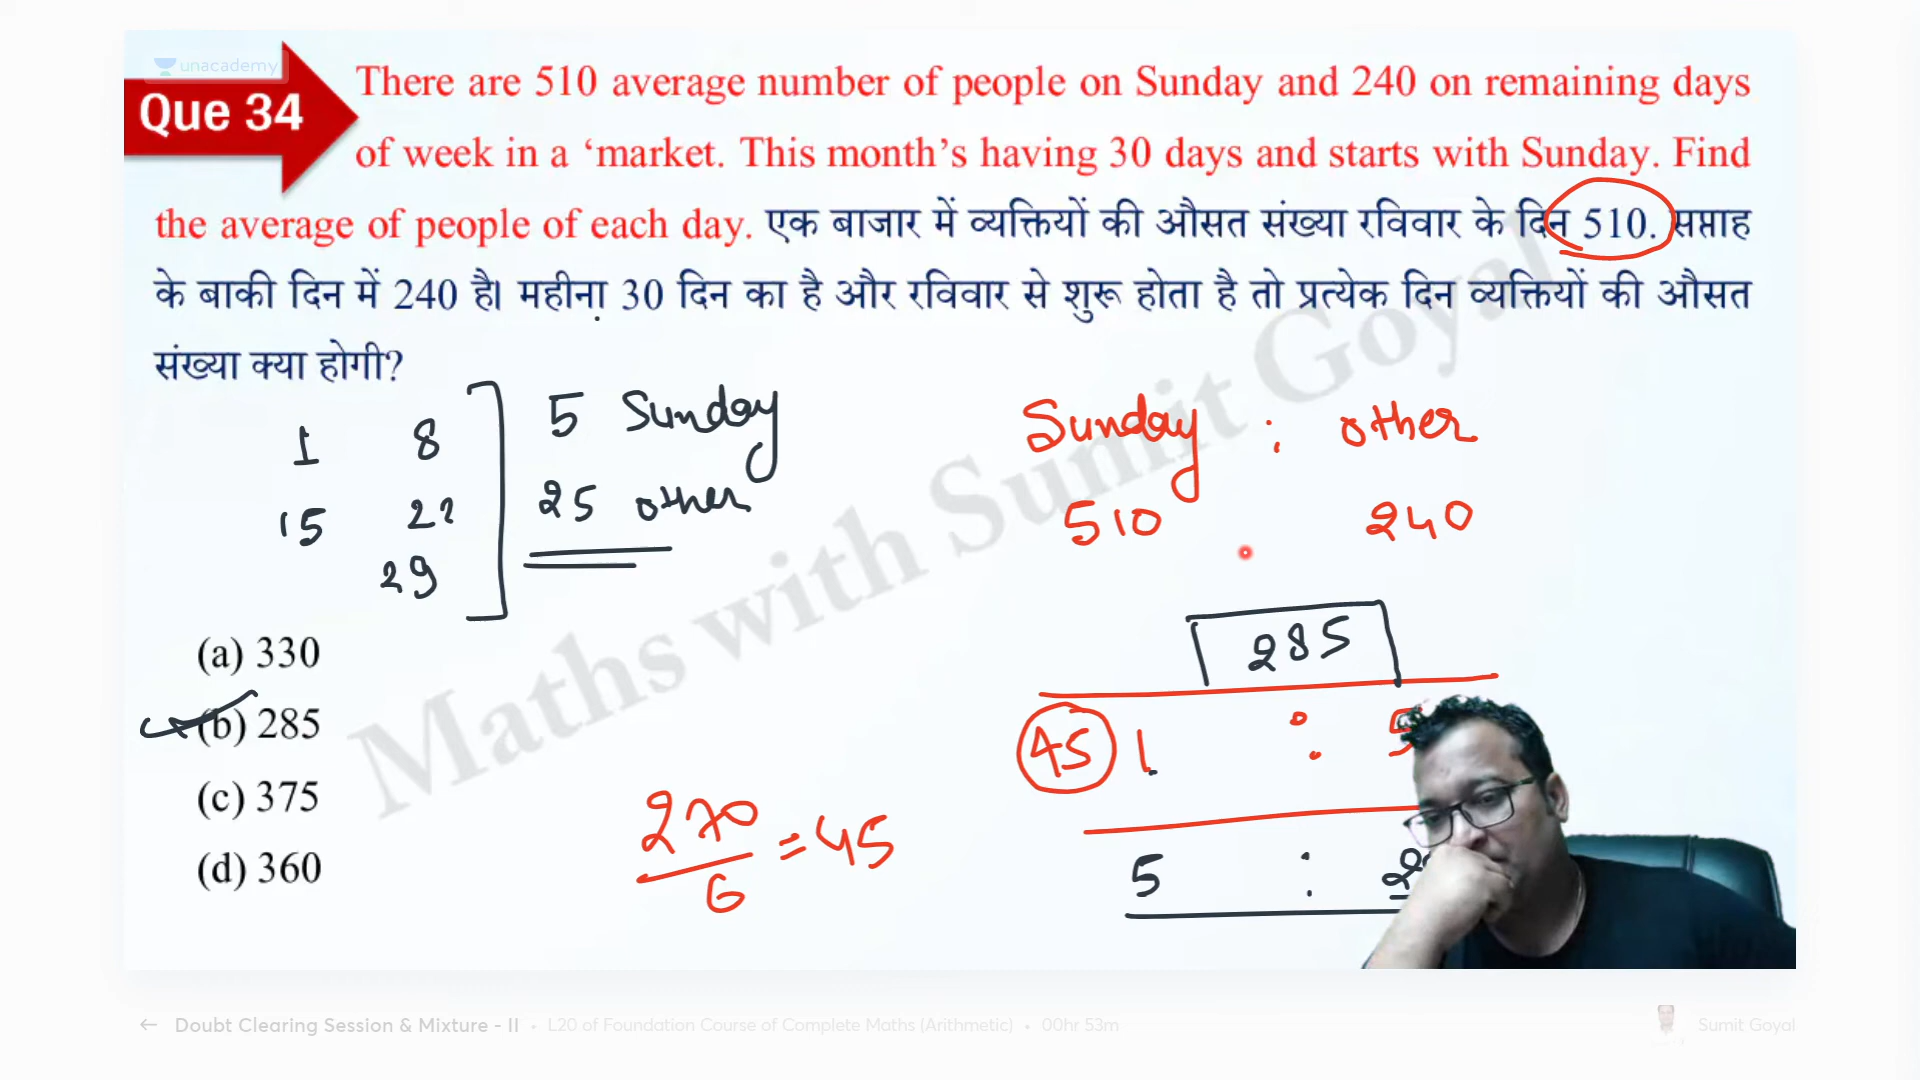 unacademy
Que 34
There are 510 average number of people on Sunday and 240 on remaining days
of week in a ‘market. This month’s having 30 days and starts with Sunday. Find
the average of people of each day. एक बाजार में व्यक्तियों की औसत संख्या रविवार के दिन 510. सप्ताह
के बाकी दिन में 240 है। महीना 30 दिन का है और रविवार से शुरू होता है तो प्रत्येक दिन व्यक्तियों की औसत
संख्या क्या होगी?
1 8
15 22
29
5 Sunday
25 other
Sunday : other
510 240
285
45 1 : 5
5 :
(a) 330
(b) 285
(c) 375
(d) 360
270
6
= 45
Maths with Sumit Goyal
← Doubt Clearing Session & Mixture - II • L20 of Foundation Course of Complete Maths (Arithmetic) • 00hr 53m
Sumit Goyal